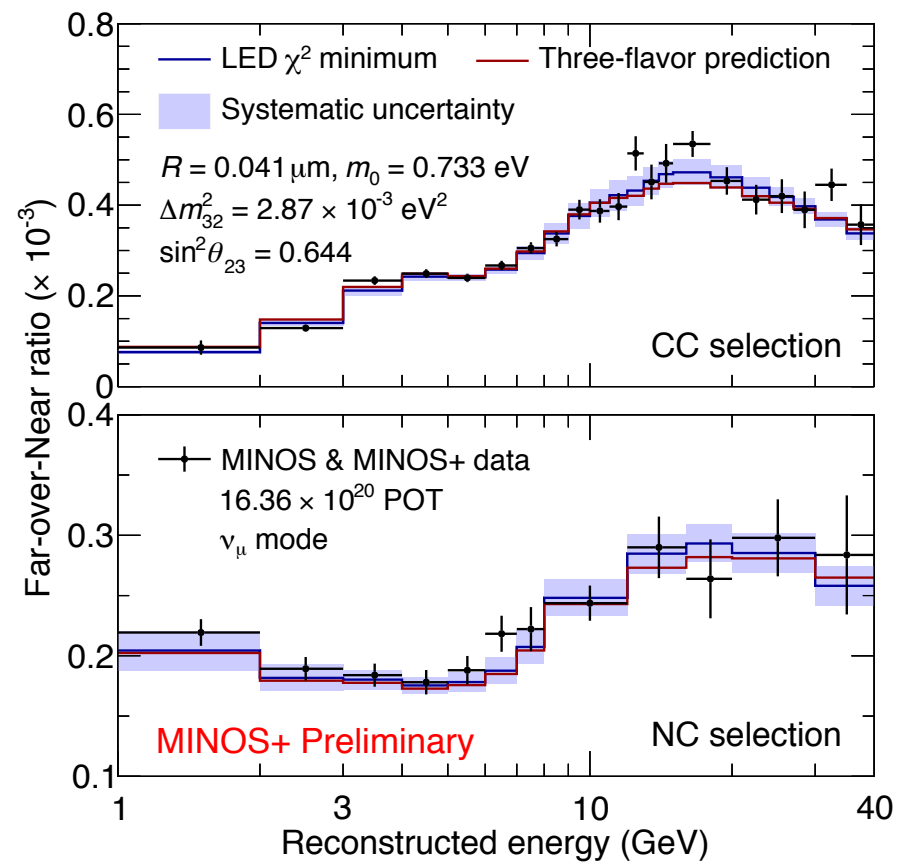 Far-over-Near ratio (× 10⁻³)
0.8
0.6
0.4
0.2
0
LED χ² minimum
Three-flavor prediction
Systematic uncertainty
R = 0.041 μm, m₀ = 0.733 eV
Δm²₃₂ = 2.87 × 10⁻³ eV²
sin²θ₂₃ = 0.644
CC selection
0.4
0.3
0.2
0.1
MINOS & MINOS+ data
16.36 × 10²⁰ POT
νμ mode
MINOS+ Preliminary
NC selection
1 3 10 40
Reconstructed energy (GeV)